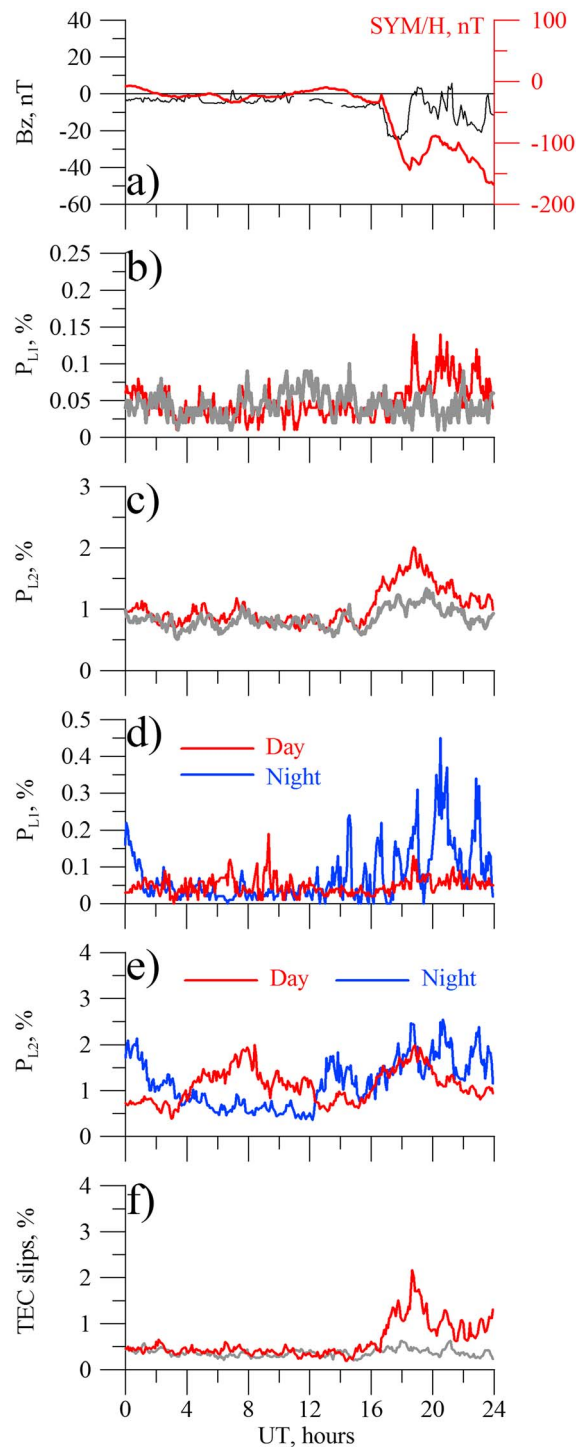 40 SYM/H, nT 100
20
0 0
-20
-40 -100
-60 -200
Bz, nT
a)
0.25
0.2
0.15
0.1
0.05
0
P_L1, %
b)
3
2
1
0
P_L2, %
c)
0.5
0.4
0.3
0.2
0.1
0
P_L1, %
d)
Day
Night
4
3
2
1
0
P_L2, %
e)
Day Night
4
3
2
1
0
TEC slips, %
f)
0 4 8 12 16 20 24
UT, hours